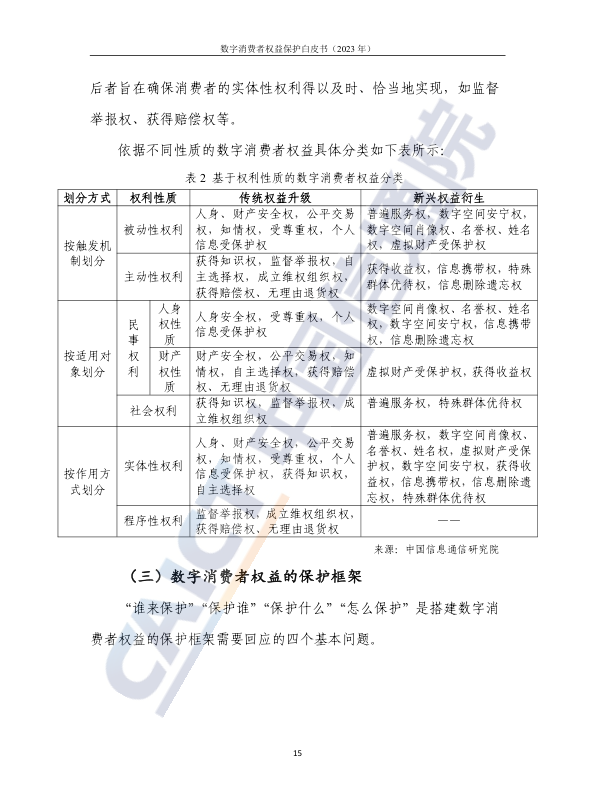 数字消费者权益保护白皮书（2023 年）
后者旨在确保消费者的实体性权利得以及时、恰当地实现，如监督
举报权、获得赔偿权等。
依据不同性质的数字消费者权益具体分类如下表所示：
表 2 基于权利性质的数字消费者权益分类
划分方式 权利性质 传统权益升级 新兴权益衍生
按触发机
制划分
被动性权利
人身、财产安全权，公平交易
权，知情权，受尊重权，个人
信息受保护权
普遍服务权，数字空间安宁权，
数字空间肖像权、名誉权、姓名
权，虚拟财产受保护权
主动性权利
获得知识权，监督举报权，自
主选择权，成立维权组织权，
获得赔偿权、无理由退货权
获得收益权，信息携带权，特殊
群体优待权，信息删除遗忘权
按适用对
象划分
民
事
权
利
人身
权性
质
人身安全权，受尊重权，个人
信息受保护权
数字空间肖像权、名誉权、姓名
权，数字空间安宁权，信息携带
权，信息删除遗忘权
财产
权性
质
财产安全权，公平交易权，知
情权，自主选择权，获得赔偿
权、无理由退货权
虚拟财产受保护权，获得收益权
社会权利
获得知识权，监督举报权，成
立维权组织权
普遍服务权，特殊群体优待权
按作用方
式划分
实体性权利
人身、财产安全权，公平交易
权，知情权，受尊重权，个人
信息受保护权，获得知识权，
自主选择权
普遍服务权，数字空间肖像权、
名誉权、姓名权，虚拟财产受保
护权，数字空间安宁权，获得收
益权，信息携带权，信息删除遗
忘权，特殊群体优待权
程序性权利
监督举报权，成立维权组织权，
获得赔偿权、无理由退货权
——
来源：中国信息通信研究院
（三）数字消费者权益的保护框架
“谁来保护”“保护谁”“保护什么”“怎么保护”是搭建数字消
费者权益的保护框架需要回应的四个基本问题。
15
CAICT 中国信通院